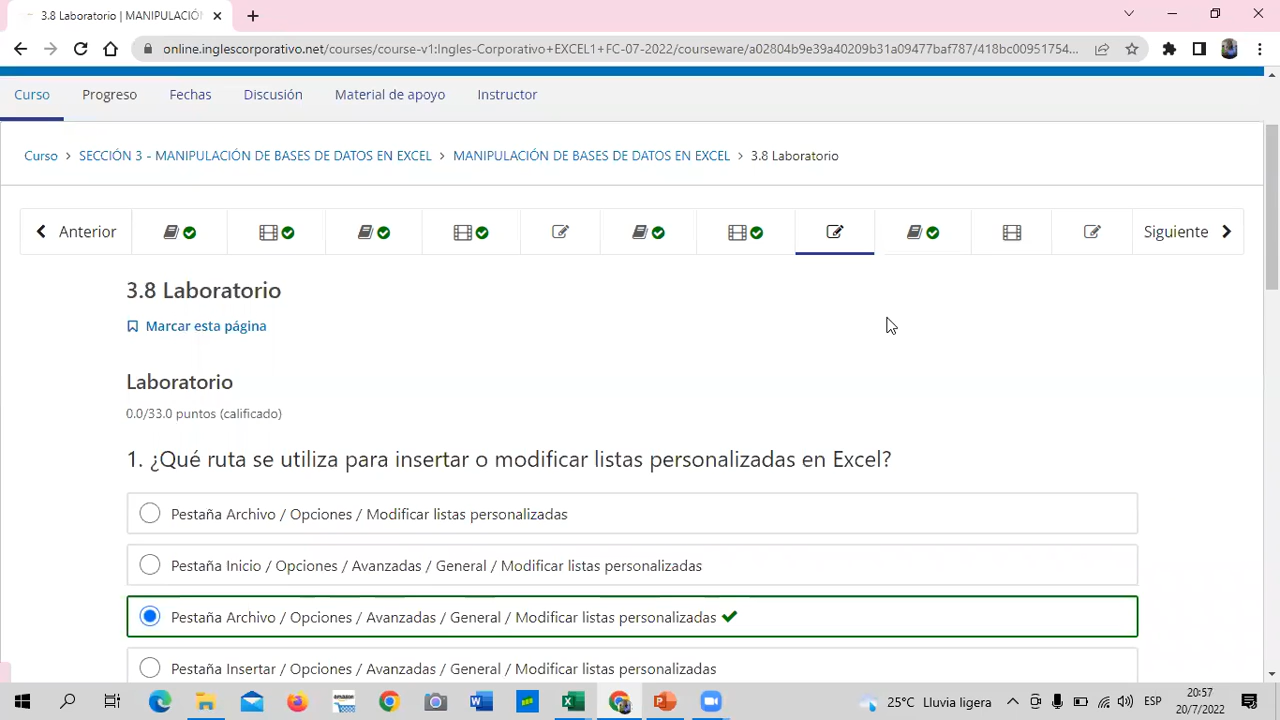 3.8 Laboratorio | MANIPULACIÓN
online.inglescorporativo.net/courses/course-v1:Ingles-Corporativo+EXCEL1+FC-07-2022/courseware/a02804b9e39a40209b31a09477baf787/418bc00951754...
Curso
Progreso
Fechas
Discusión
Material de apoyo
Instructor
Curso > SECCIÓN 3 - MANIPULACIÓN DE BASES DE DATOS EN EXCEL > MANIPULACIÓN DE BASES DE DATOS EN EXCEL > 3.8 Laboratorio
Anterior
Siguiente
3.8 Laboratorio
Marcar esta página
Laboratorio
0.0/33.0 puntos (calificado)
1. ¿Qué ruta se utiliza para insertar o modificar listas personalizadas en Excel?
Pestaña Archivo / Opciones / Modificar listas personalizadas
Pestaña Inicio / Opciones / Avanzadas / General / Modificar listas personalizadas
Pestaña Archivo / Opciones / Avanzadas / General / Modificar listas personalizadas
Pestaña Insertar / Opciones / Avanzadas / General / Modificar listas personalizadas
25°C Lluvia ligera
ESP
20:57
20/7/2022